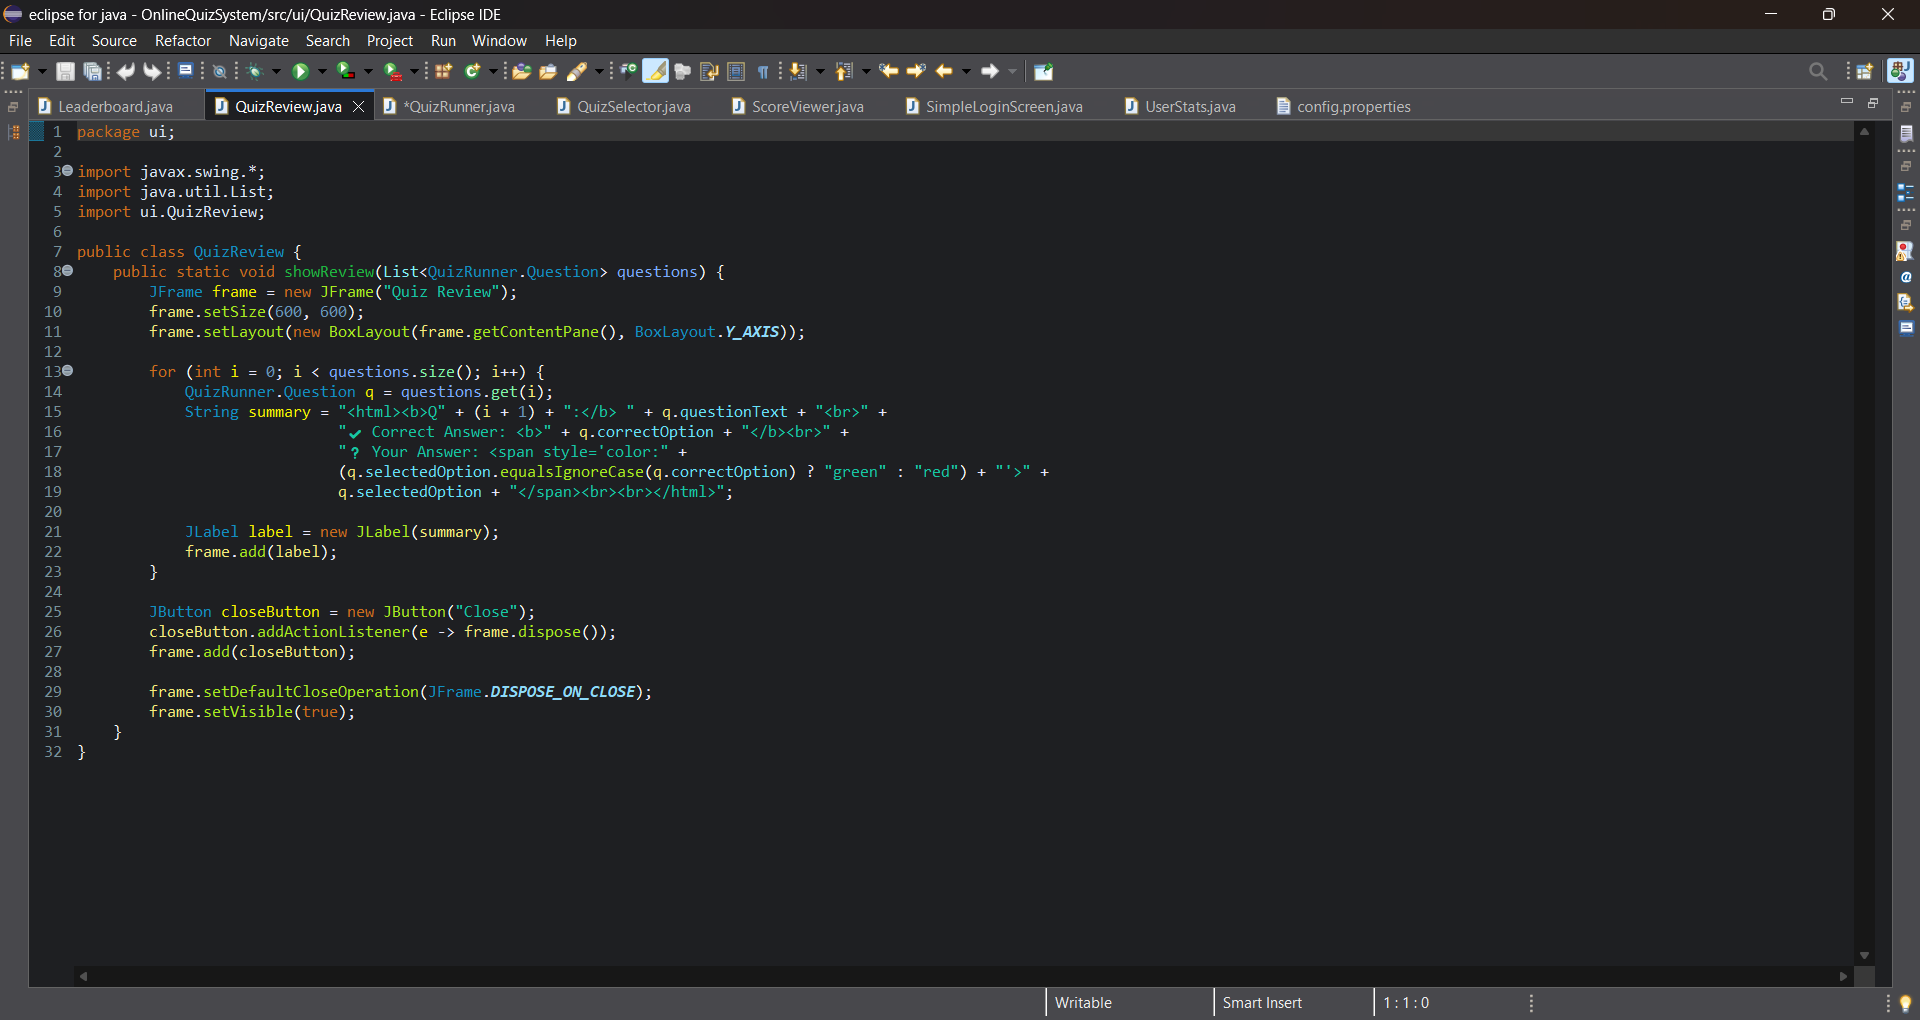 eclipse for java - OnlineQuizSystem/src/ui/QuizReview.java - Eclipse IDE
File Edit Source Refactor Navigate Search Project Run Window Help
Leaderboard.java QuizReview.java *QuizRunner.java QuizSelector.java ScoreViewer.java SimpleLoginScreen.java UserStats.java config.properties
1 package ui;
2
3 import javax.swing.*;
4 import java.util.List;
5 import ui.QuizReview;
6
7 public class QuizReview {
8     public static void showReview(List<QuizRunner.Question> questions) {
9         JFrame frame = new JFrame("Quiz Review");
10         frame.setSize(600, 600);
11         frame.setLayout(new BoxLayout(frame.getContentPane(), BoxLayout.Y_AXIS));
12
13         for (int i = 0; i < questions.size(); i++) {
14             QuizRunner.Question q = questions.get(i);
15             String summary = "<html><b>Q" + (i + 1) + ":</b> " + q.questionText + "<br>" +
16                              "✔ Correct Answer: <b>" + q.correctOption + "</b><br>" +
17                              "? Your Answer: <span style='color:" +
18                              (q.selectedOption.equalsIgnoreCase(q.correctOption) ? "green" : "red") + "'>" +
19                              q.selectedOption + "</span><br><br></html>";
20
21             JLabel label = new JLabel(summary);
22             frame.add(label);
23         }
24
25         JButton closeButton = new JButton("Close");
26         closeButton.addActionListener(e -> frame.dispose());
27         frame.add(closeButton);
28
29         frame.setDefaultCloseOperation(JFrame.DISPOSE_ON_CLOSE);
30         frame.setVisible(true);
31     }
32 }
Writable Smart Insert 1 : 1 : 0